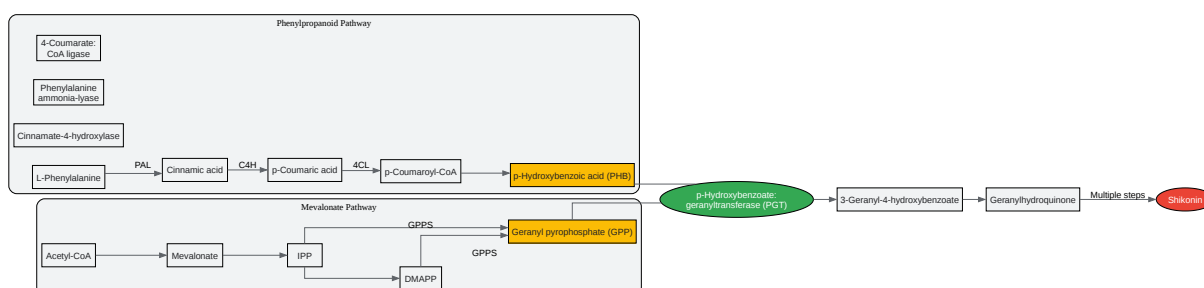 Phenylpropanoid Pathway
4-Coumarate:
CoA ligase
Phenylalanine
ammonia-lyase
Cinnamate-4-hydroxylase
L-Phenylalanine
PAL
Cinnamic acid
C4H
p-Coumaric acid
4CL
p-Coumaroyl-CoA
p-Hydroxybenzoic acid (PHB)
Mevalonate Pathway
Acetyl-CoA
Mevalonate
IPP
GPPS
DMAPP
GPPS
Geranyl pyrophosphate (GPP)
p-Hydroxybenzoate:
geranyltransferase (PGT)
3-Geranyl-4-hydroxybenzoate
Geranylhydroquinone
Multiple steps
Shikonin